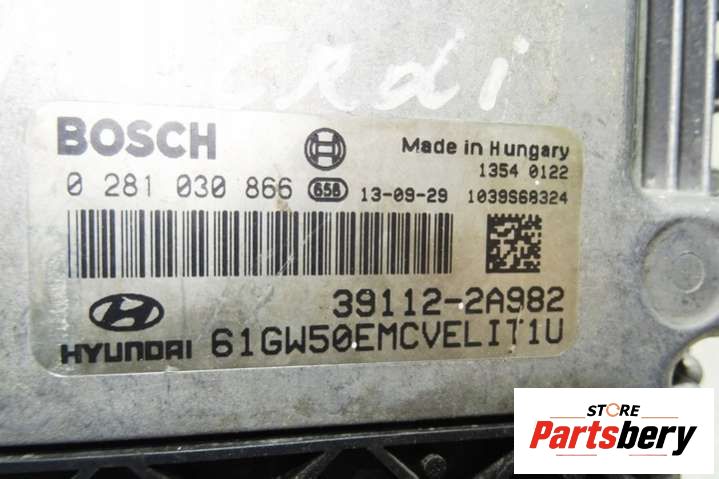 CRdi
BOSCH
Made in Hungary
1354 0122
0 281 030 866 656 13-09-29 1039S68324
39112-2A982
HYUNDAI 61GW50EMCVELIT1U
STORE
Partsbery